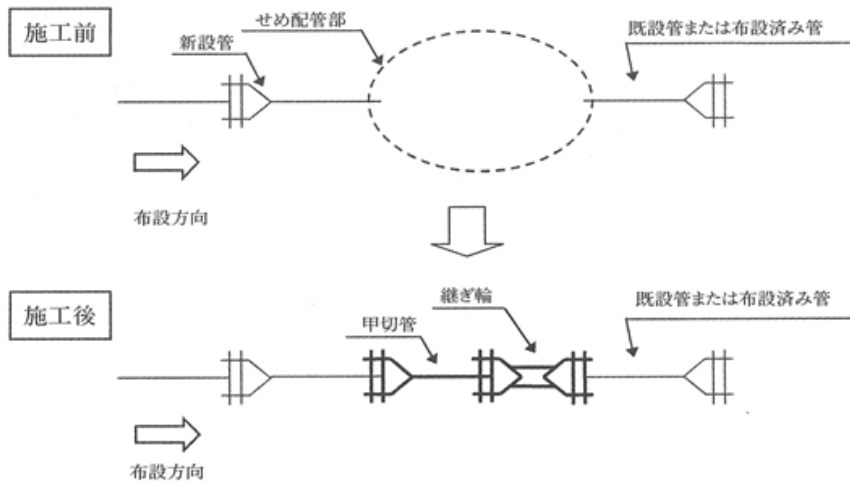 施工前
せめ配管部
新設管
既設管または布設済み管
布設方向
施工後
継ぎ輪
甲切管
既設管または布設済み管
布設方向